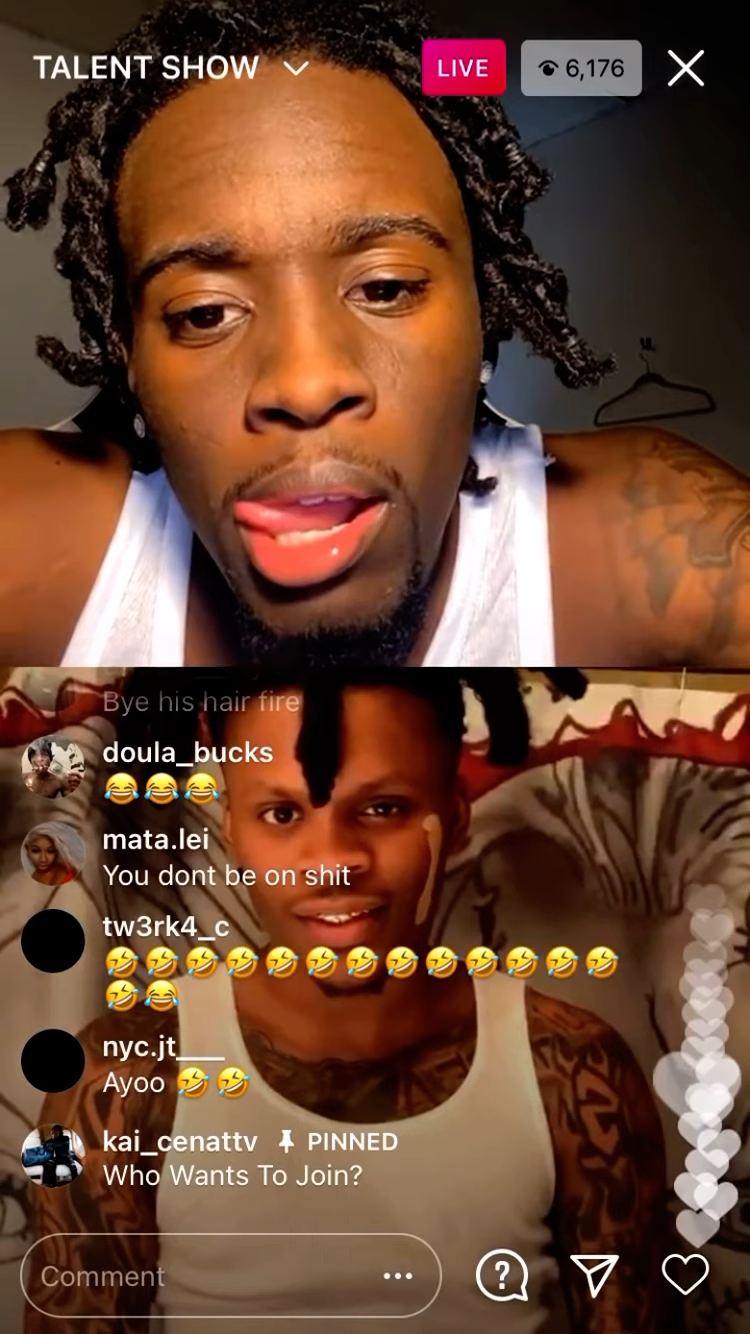 TALENT SHOW
LIVE
6,176
Bye his hair fire
doula_bucks
😂😂😂
mata.lei
You dont be on shit
tw3rk4_c
🤣🤣🤣🤣🤣🤣🤣🤣🤣🤣🤣🤣🤣
🤣😂
nyc.jt___
Ayoo 🤣🤣
kai_cenattv PINNED
Who Wants To Join?
Comment